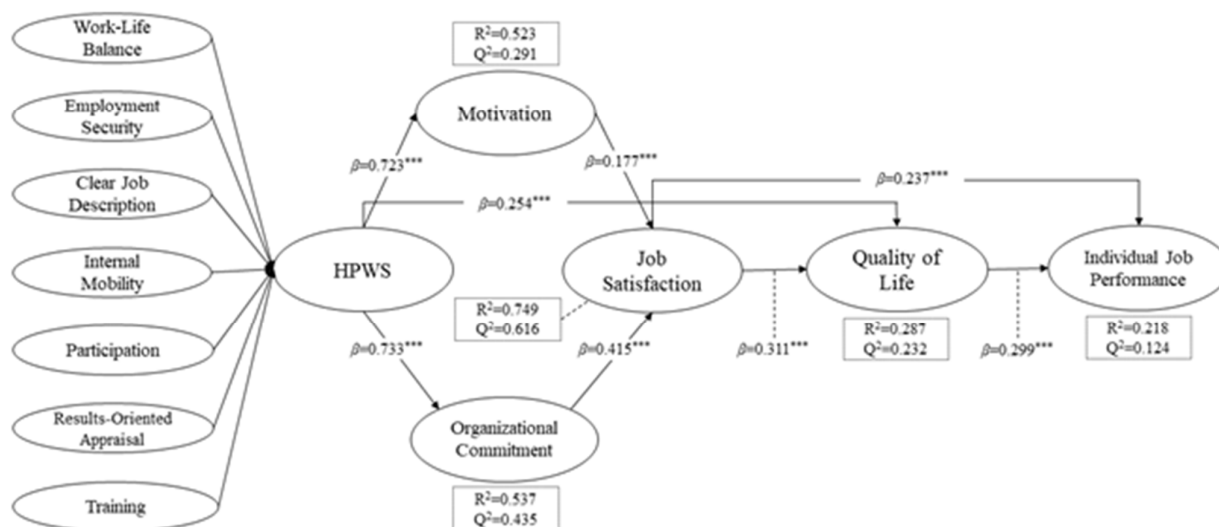 Work-Life
Balance
Employment
Security
Clear Job
Description
Internal
Mobility
Participation
Results-Oriented
Appraisal
Training
HPWS
R²=0.523
Q²=0.291
Motivation
β=0.723***
β=0.177***
β=0.254***
β=0.237***
Job
Satisfaction
R²=0.749
Q²=0.616
β=0.733***
β=0.415***
Organizational
Commitment
R²=0.537
Q²=0.435
β=0.311***
Quality of
Life
R²=0.287
Q²=0.232
β=0.299***
Individual Job
Performance
R²=0.218
Q²=0.124